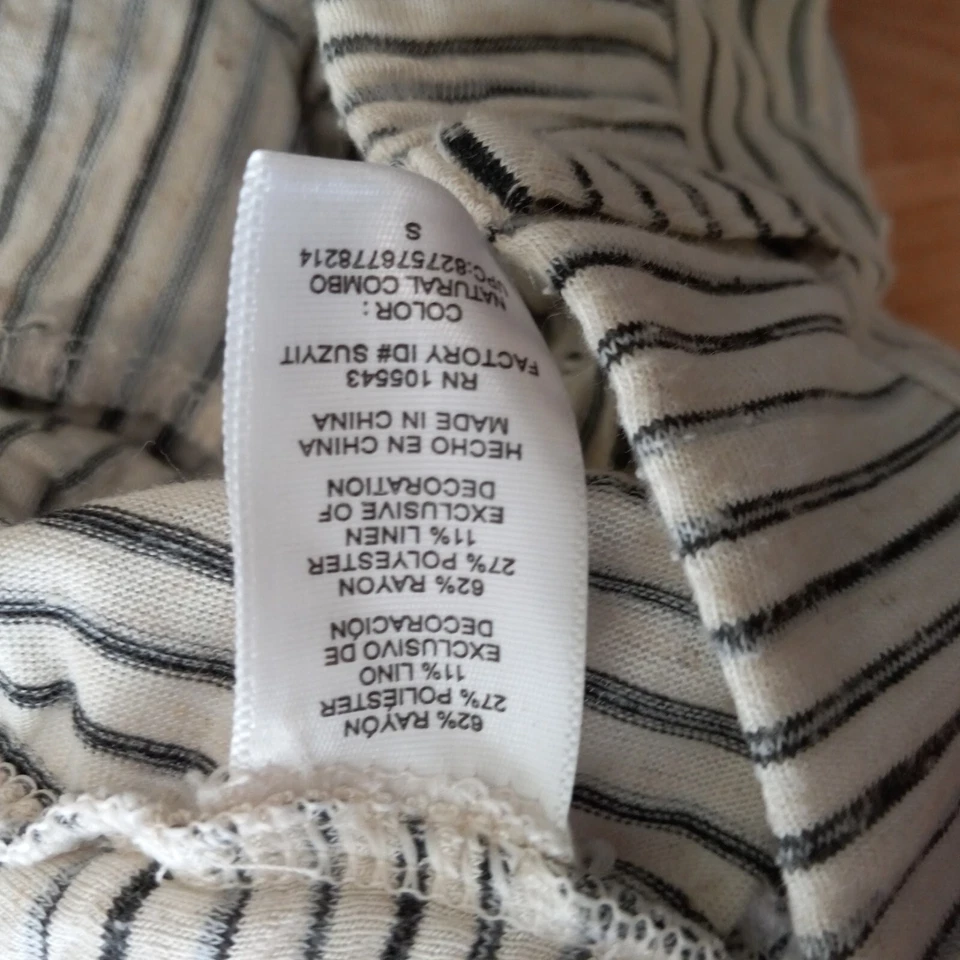 62% RAYÓN
27% POLIÉSTER
11% LINO
EXCLUSIVO DE
DECORACIÓN
62% RAYON
27% POLYESTER
11% LINEN
EXCLUSIVE OF
DECORATION
HECHO EN CHINA
MADE IN CHINA
RN 105543
FACTORY ID# SUZYIT
COLOR:
NATURAL COMBO
UPC:827576778214
S